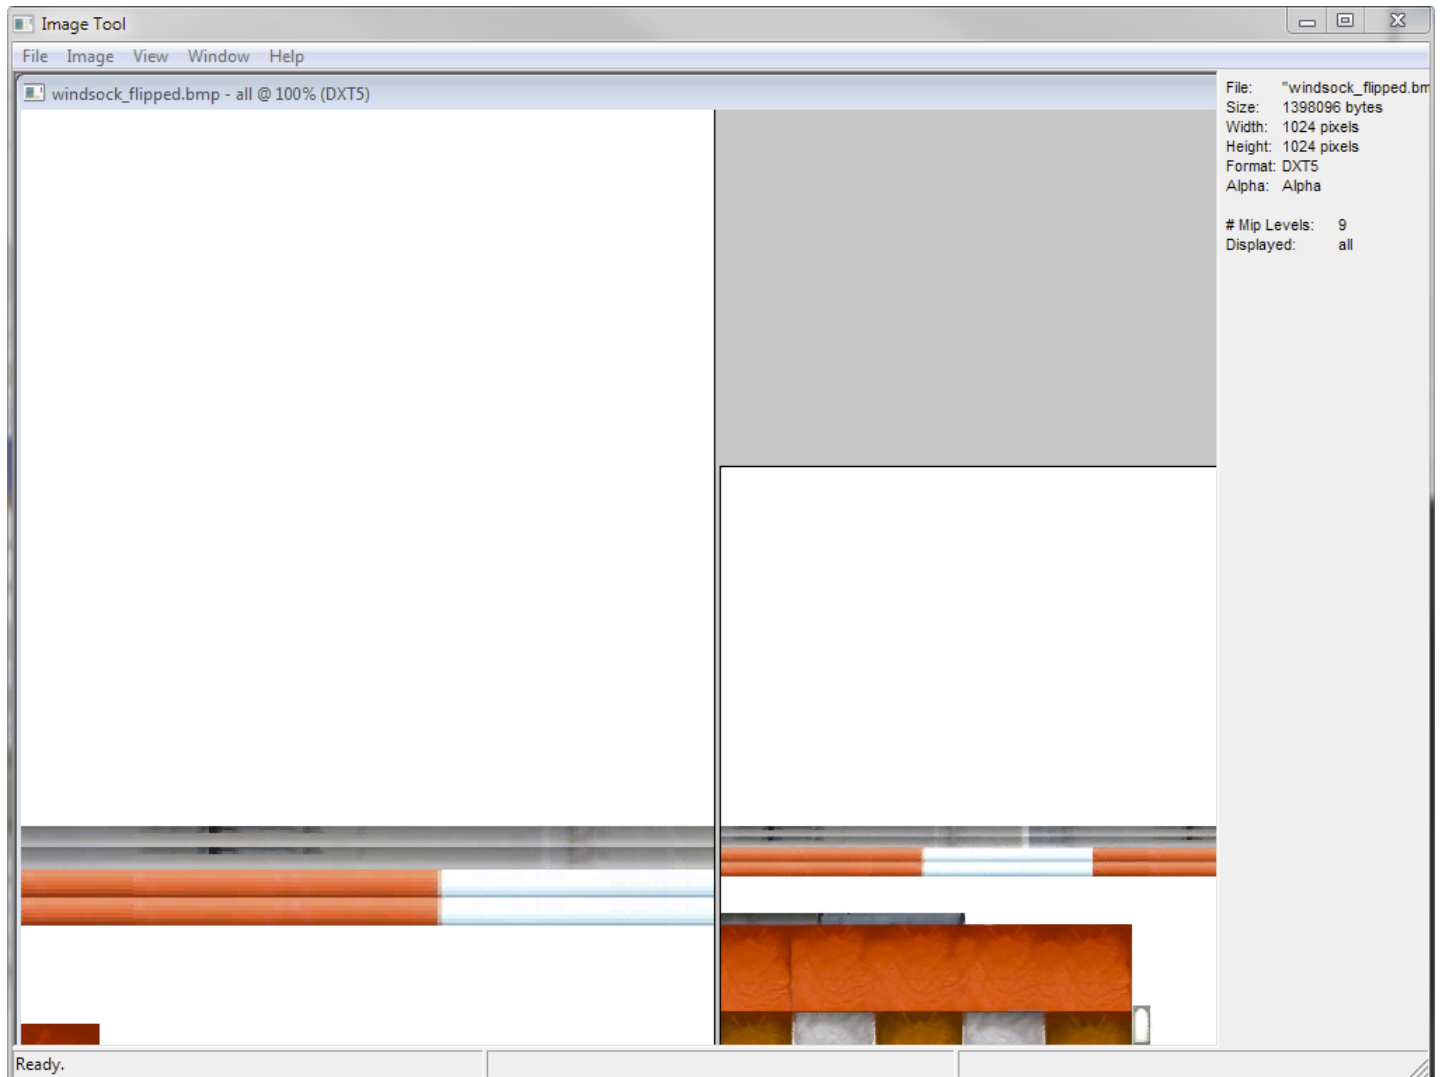 Image Tool
File Image View Window Help
windsock_flipped.bmp - all @ 100% (DXT5)
File: "windsock_flipped.bm
Size: 1398096 bytes
Width: 1024 pixels
Height: 1024 pixels
Format: DXT5
Alpha: Alpha
# Mip Levels: 9
Displayed: all
Ready.